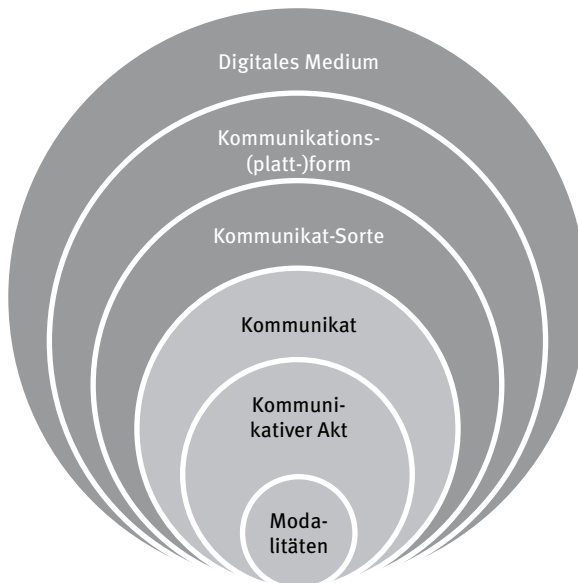 Digitales Medium
Kommunikations-
(platt-)form
Kommunikat-Sorte
Kommunikat
Kommuni-
kativer Akt
Moda-
litäten